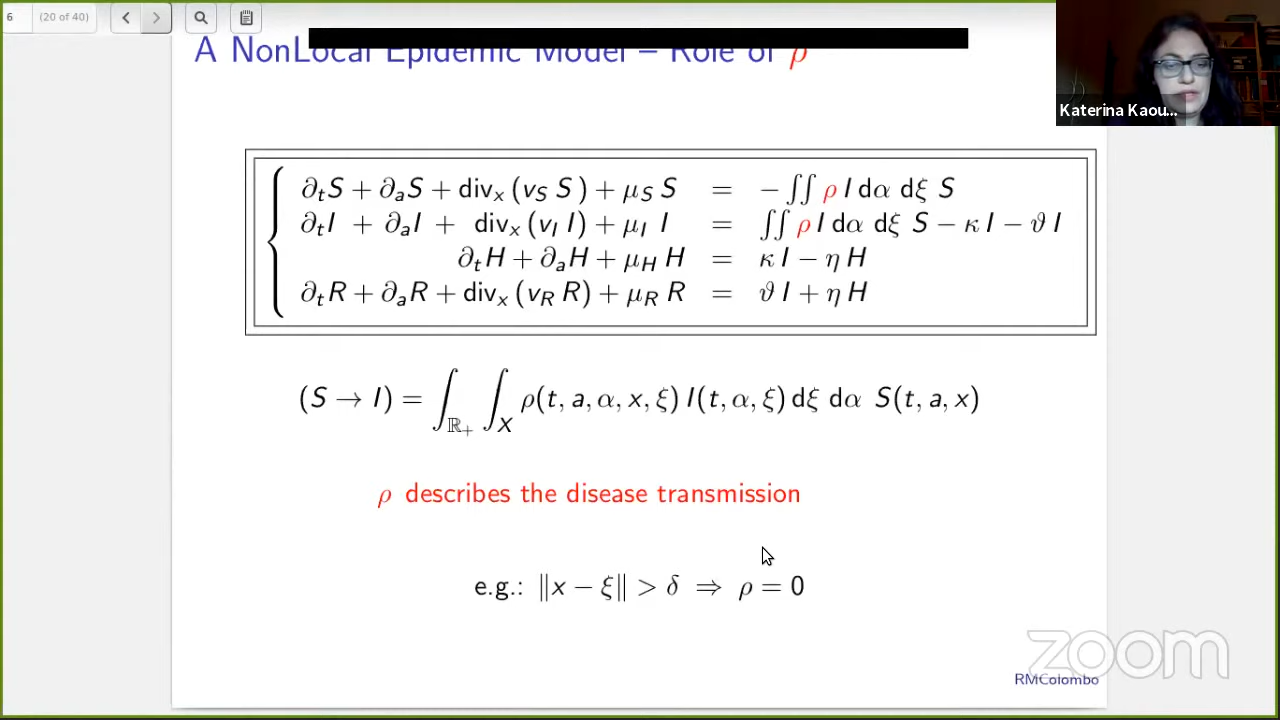 6 (20 of 40)
A NonLocal Epidemic Model – Role of ρ
Katerina Kaou...
∂ₜS + ∂ₐS + divₓ (v_S S) + μ_S S = − ∬ ρ I dα dξ S
∂ₜI + ∂ₐI + divₓ (v_I I) + μ_I I = ∬ ρ I dα dξ S − κ I − ϑ I
∂ₜH + ∂ₐH + μ_H H = κ I − η H
∂ₜR + ∂ₐR + divₓ (v_R R) + μ_R R = ϑ I + η H
(S → I) = ∫_ℝ₊ ∫_X ρ(t, a, α, x, ξ) I(t, α, ξ) dξ dα S(t, a, x)
ρ describes the disease transmission
e.g.: ‖x − ξ‖ > δ ⇒ ρ = 0
zoom
RMColombo